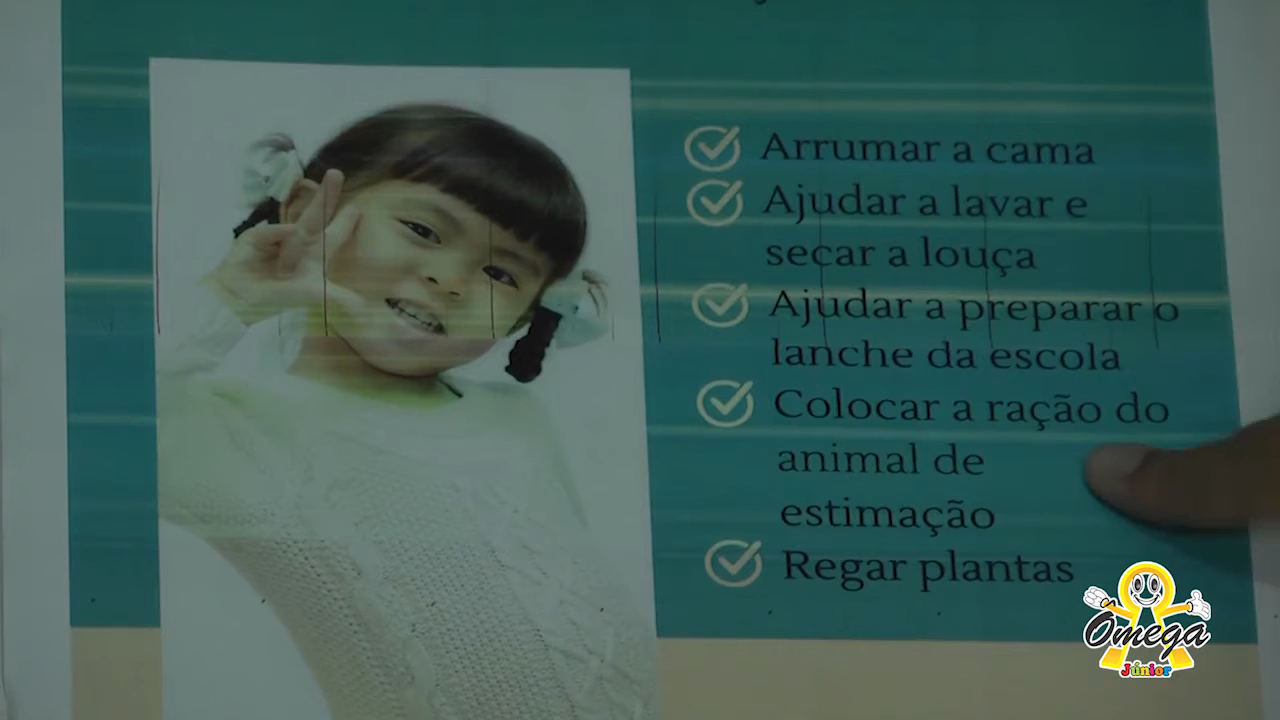 Arrumar a cama
Ajudar a lavar e
secar a louça
Ajudar a preparar o
lanche da escola
Colocar a ração do
animal de
estimação
Regar plantas
Omega
Júnior